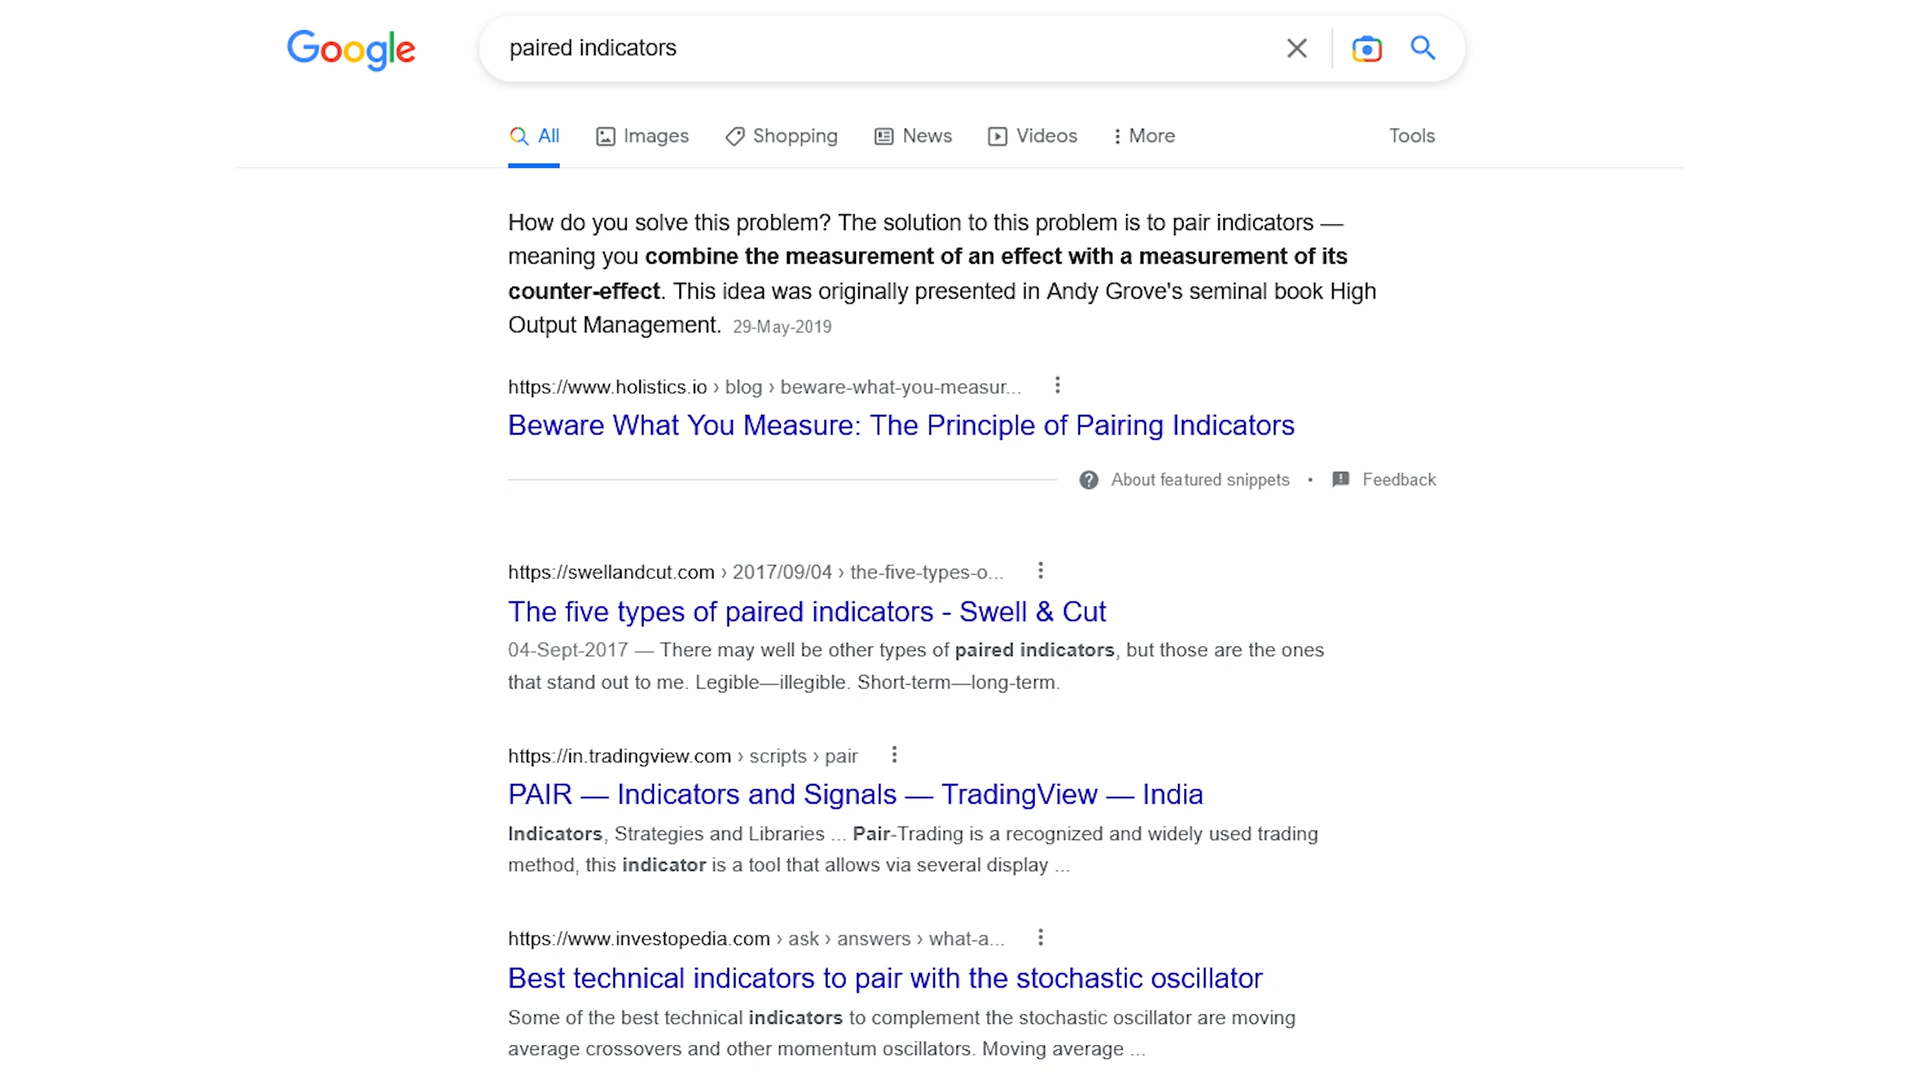 Google
paired indicators
All Images Shopping News Videos More Tools
How do you solve this problem? The solution to this problem is to pair indicators —
meaning you combine the measurement of an effect with a measurement of its
counter-effect. This idea was originally presented in Andy Grove's seminal book High
Output Management. 29-May-2019
https://www.holistics.io › blog › beware-what-you-measur...
Beware What You Measure: The Principle of Pairing Indicators
About featured snippets • Feedback
https://swellandcut.com › 2017/09/04 › the-five-types-o...
The five types of paired indicators - Swell & Cut
04-Sept-2017 — There may well be other types of paired indicators, but those are the ones
that stand out to me. Legible—illegible. Short-term—long-term.
https://in.tradingview.com › scripts › pair
PAIR — Indicators and Signals — TradingView — India
Indicators, Strategies and Libraries ... Pair-Trading is a recognized and widely used trading
method, this indicator is a tool that allows via several display ...
https://www.investopedia.com › ask › answers › what-a...
Best technical indicators to pair with the stochastic oscillator
Some of the best technical indicators to complement the stochastic oscillator are moving
average crossovers and other momentum oscillators. Moving average ...